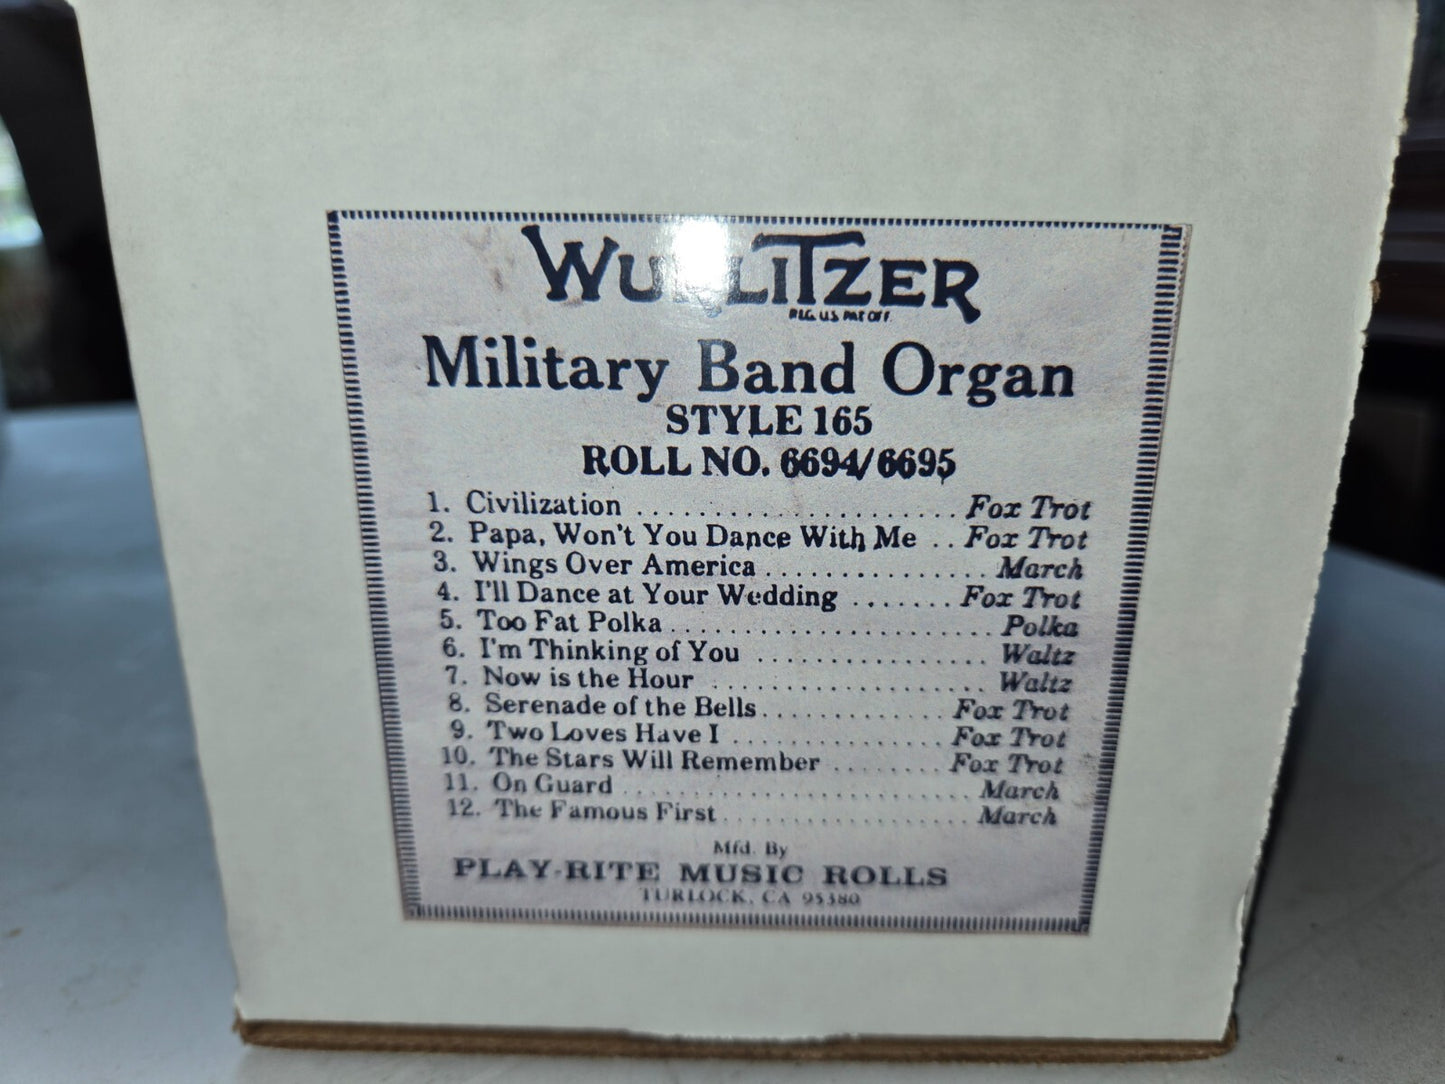 WURLITZER
REG. U.S. PAT. OFF.
Military Band Organ
STYLE 165
ROLL NO. 6694/6695
1. Civilization ..................... Fox Trot
2. Papa, Won't You Dance With Me .. Fox Trot
3. Wings Over America ............... March
4. I'll Dance at Your Wedding ....... Fox Trot
5. Too Fat Polka ..................... Polka
6. I'm Thinking of You ................ Waltz
7. Now is the Hour ................... Waltz
8. Serenade of the Bells ............ Fox Trot
9. Two Loves Have I .............. Fox Trot
10. The Stars Will Remember ....... Fox Trot
11. On Guard ....................... March
12. The Famous First ................. March
Mfd. By
PLAY-RITE MUSIC ROLLS
TURLOCK, CA 95380